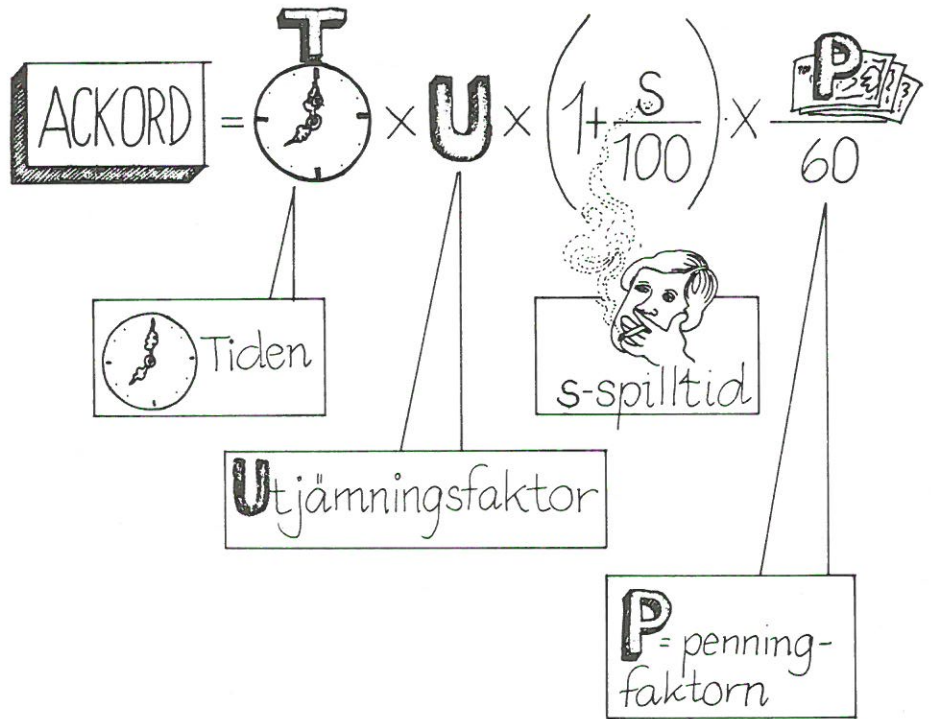 T
ACKORD = × U × (1+ s/100) × P/60
Tiden
s-spilltid
Utjämningsfaktor
P = penning-
faktorn